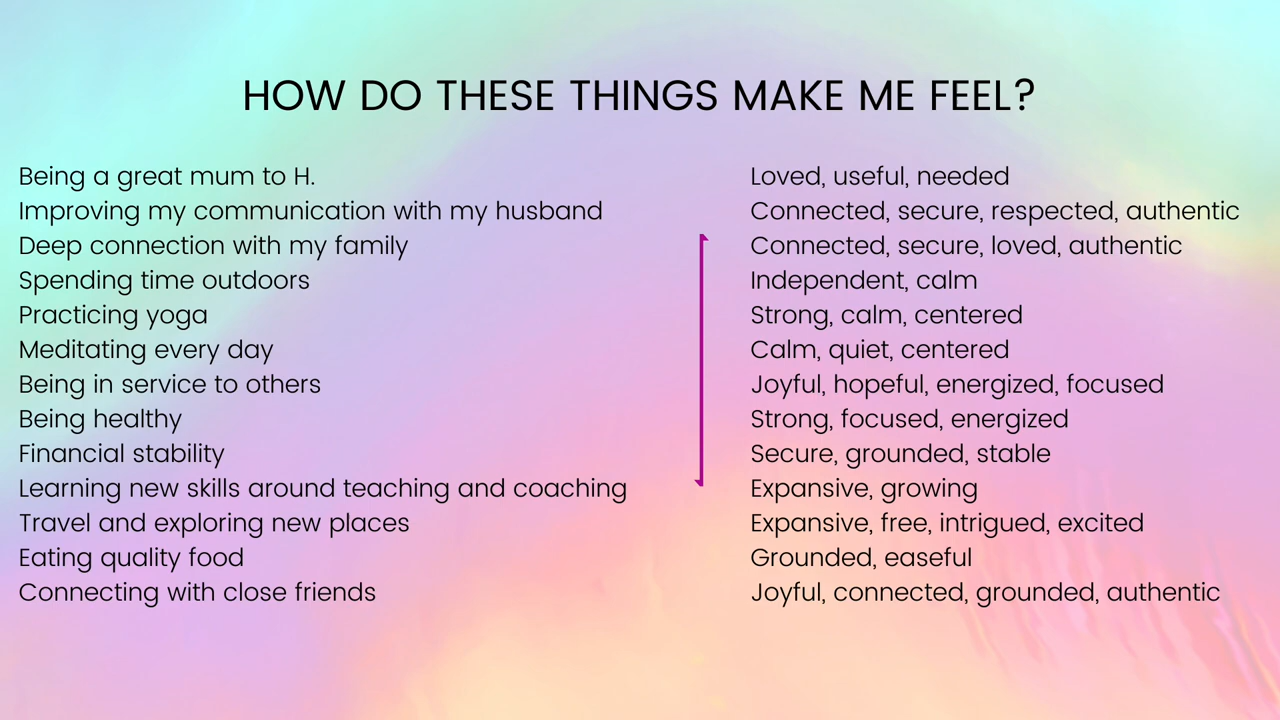 HOW DO THESE THINGS MAKE ME FEEL?
Being a great mum to H.
Improving my communication with my husband
Deep connection with my family
Spending time outdoors
Practicing yoga
Meditating every day
Being in service to others
Being healthy
Financial stability
Learning new skills around teaching and coaching
Travel and exploring new places
Eating quality food
Connecting with close friends
Loved, useful, needed
Connected, secure, respected, authentic
Connected, secure, loved, authentic
Independent, calm
Strong, calm, centered
Calm, quiet, centered
Joyful, hopeful, energized, focused
Strong, focused, energized
Secure, grounded, stable
Expansive, growing
Expansive, free, intrigued, excited
Grounded, easeful
Joyful, connected, grounded, authentic